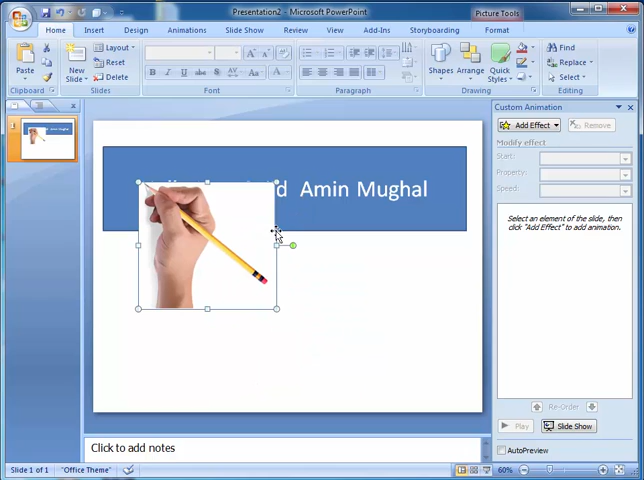 Presentation2 - Microsoft PowerPoint
Picture Tools
Home Insert Design Animations Slide Show Review View Add-Ins Storyboarding Format
Paste
Clipboard
New Slide
Layout
Reset
Delete
Slides
B I U abc S AV Aa A
Font
Paragraph
Shapes
Arrange
Quick Styles
Drawing
Find
Replace
Select
Editing
Custom Animation
Add Effect
Remove
Modify effect
Start:
Property:
Speed:
Select an element of the slide, then click "Add Effect" to add animation.
Re-Order
Play
Slide Show
AutoPreview
1
d Amin Mughal
Click to add notes
Slide 1 of 1
"Office Theme"
60%